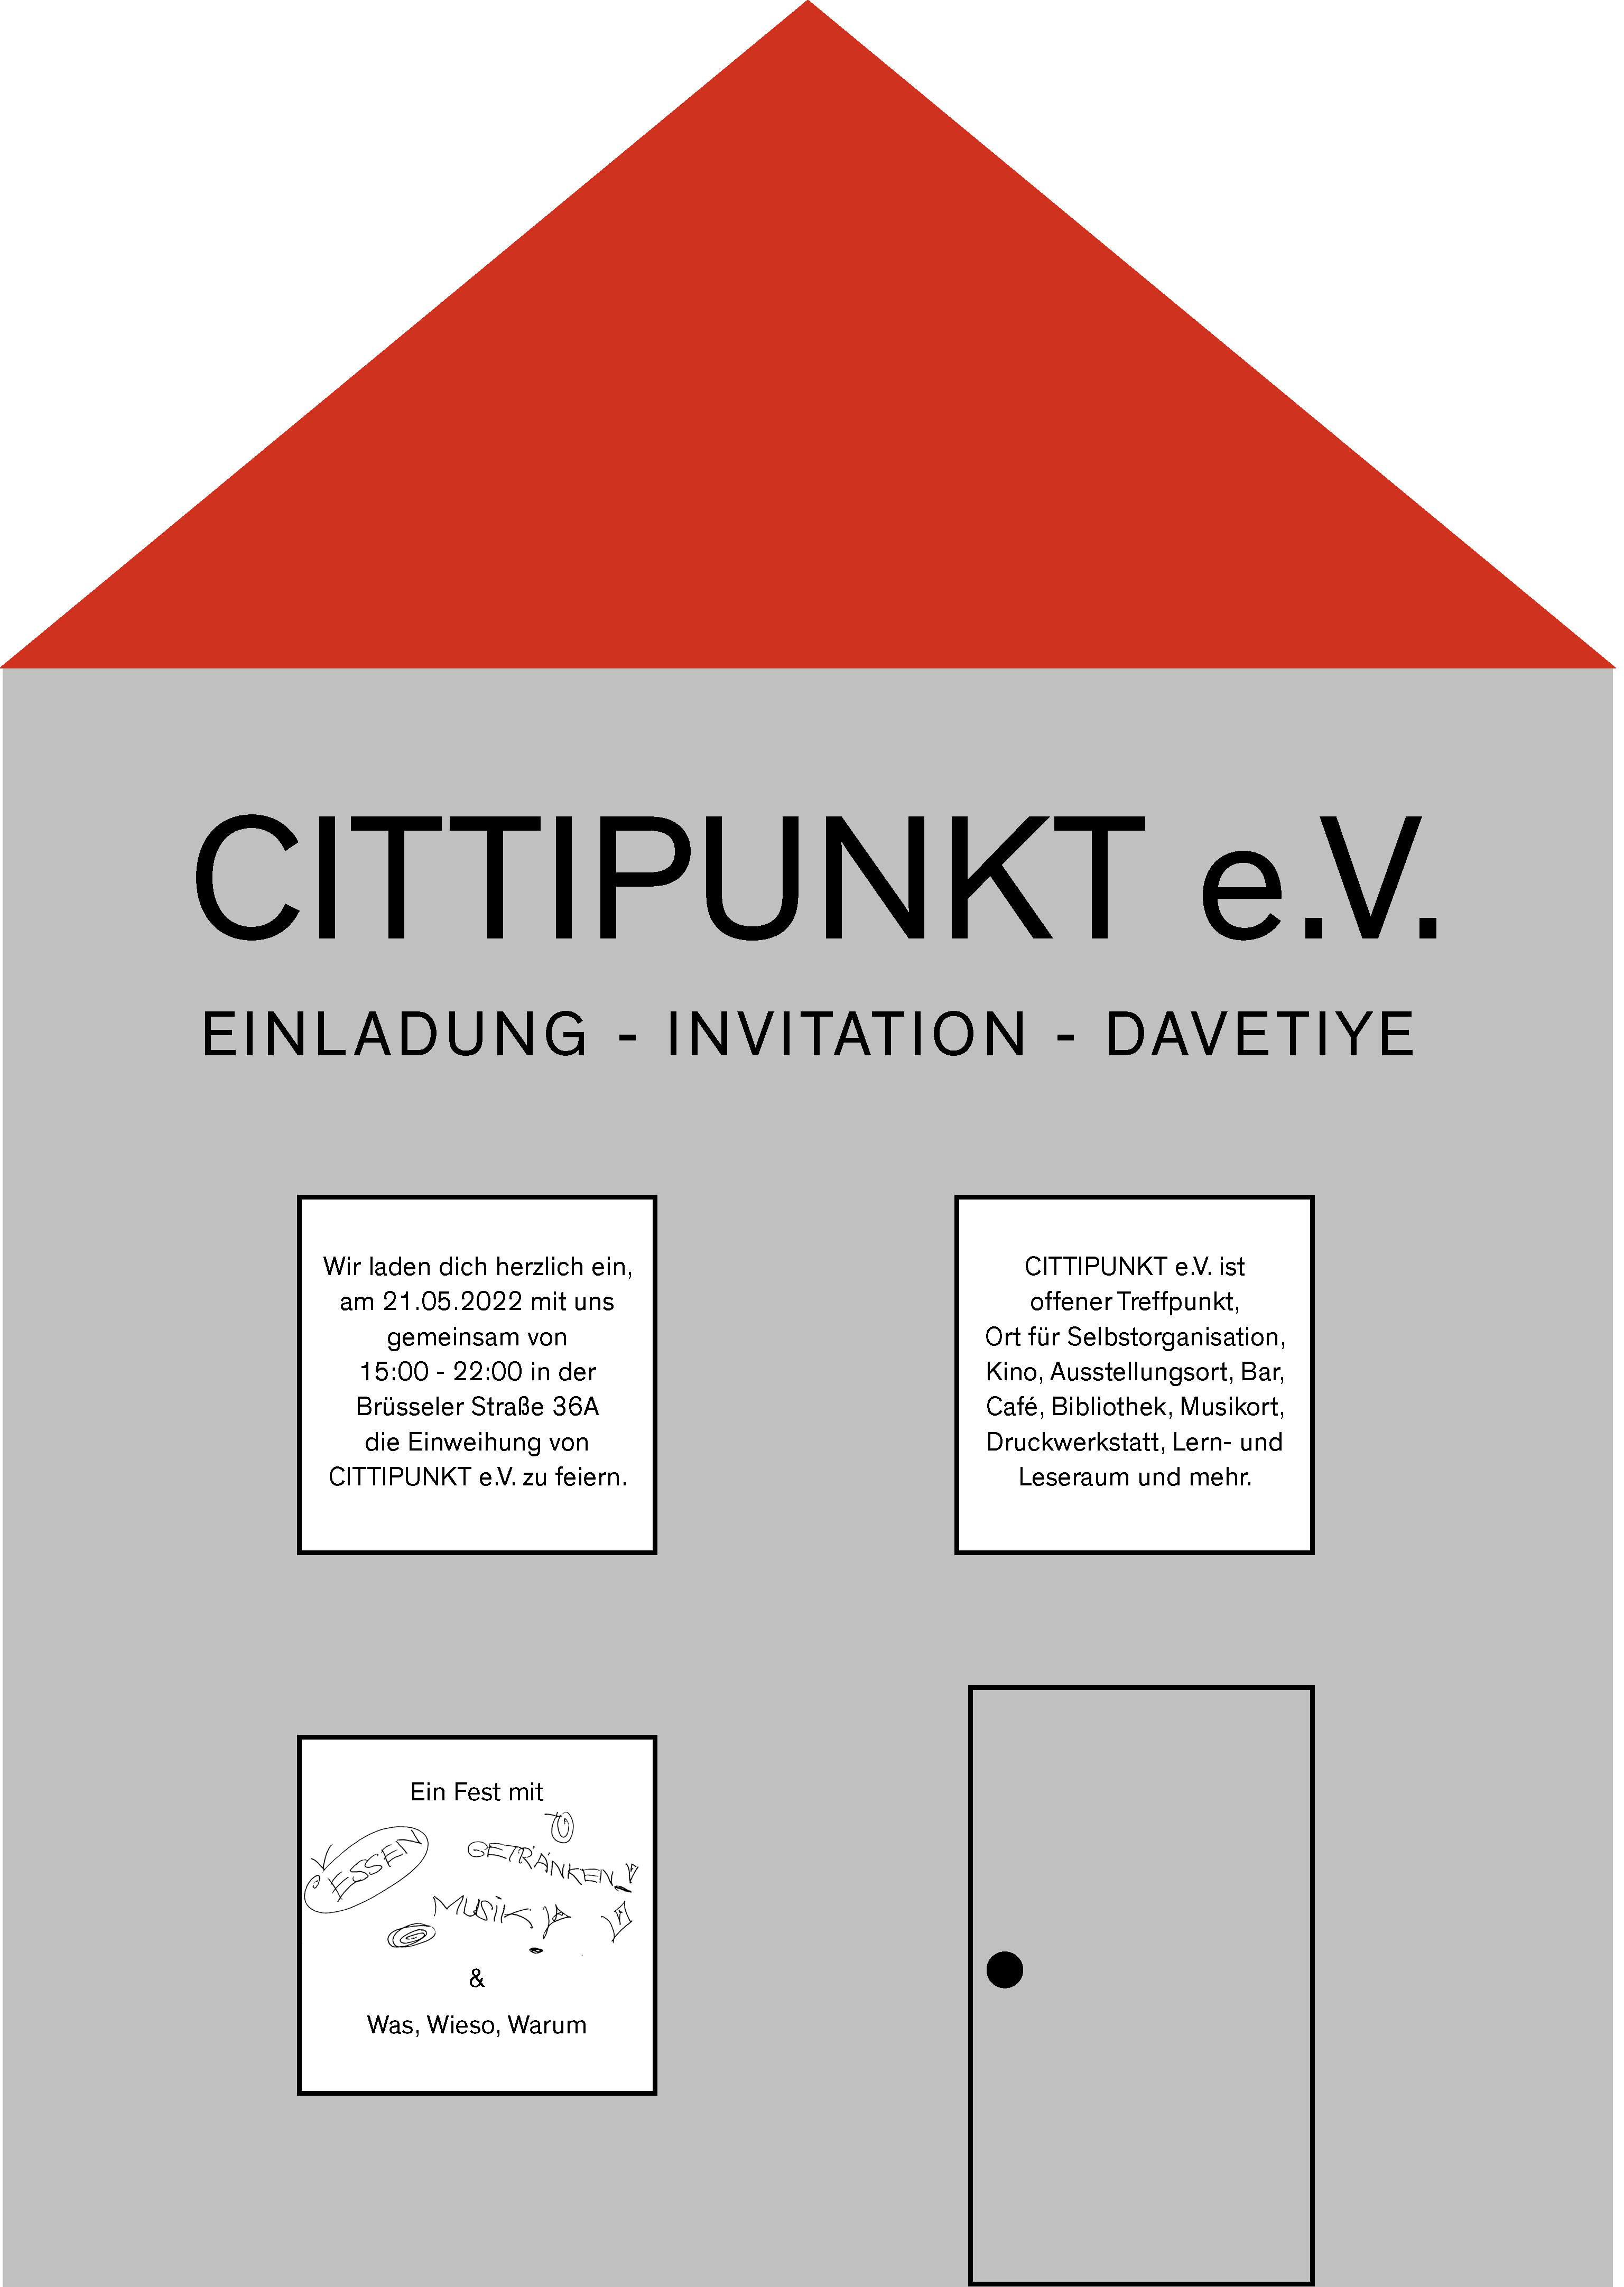 CITTIPUNKT e.V.
EINLADUNG - INVITATION - DAVETIYE
Wir laden dich herzlich ein,
am 21.05.2022 mit uns
gemeinsam von
15:00 - 22:00 in der
Brüsseler Straße 36A
die Einweihung von
CITTIPUNKT e.V. zu feiern.
CITTIPUNKT e.V. ist
offener Treffpunkt,
Ort für Selbstorganisation,
Kino, Ausstellungsort, Bar,
Café, Bibliothek, Musikort,
Druckwerkstatt, Lern- und
Leseraum und mehr.
Ein Fest mit
ESSEN
GETRÄNKEN!
MUSIK!
&
Was, Wieso, Warum